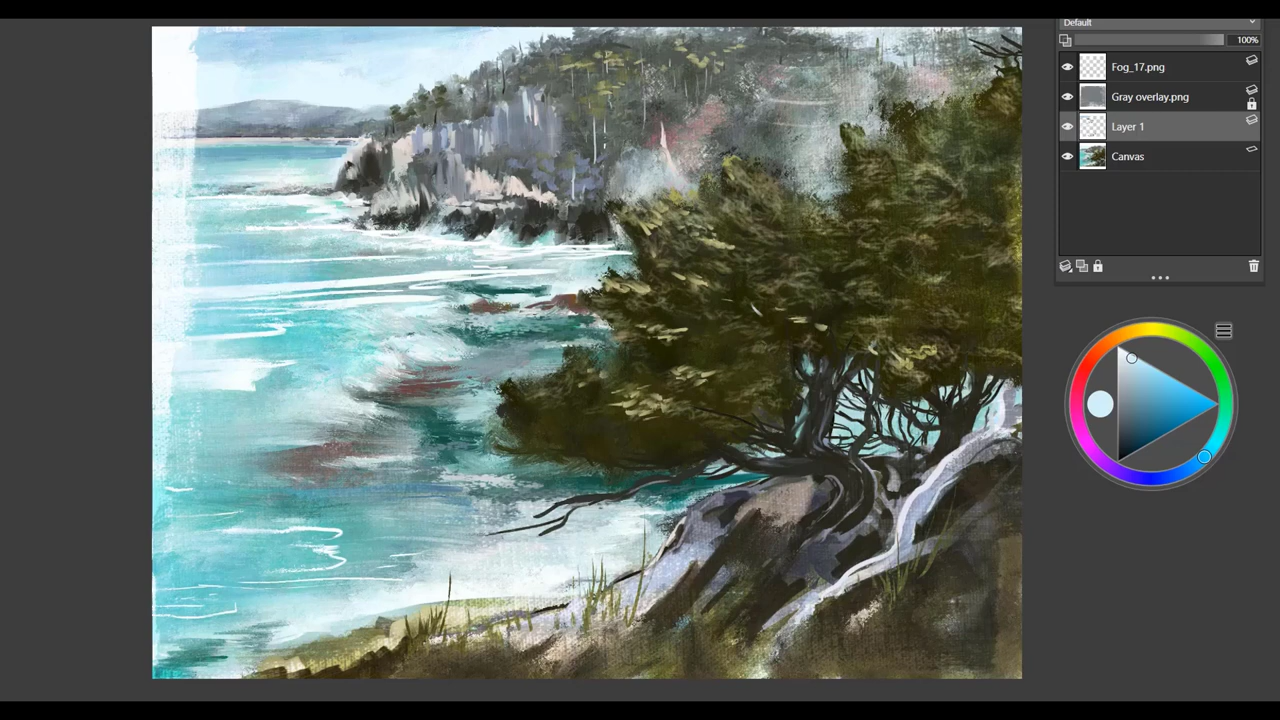 Default
100%
Fog_17.png
Gray overlay.png
Layer 1
Canvas